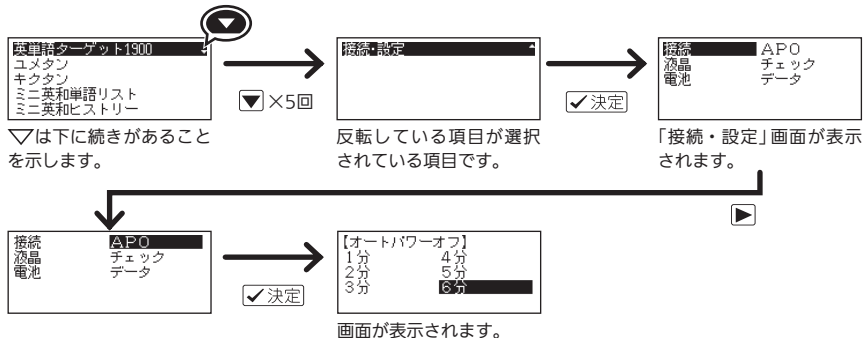 英単語ターゲット1900
ユメタン
キクタン
ミニ英和単語リスト
ミニ英和ヒストリー
▽は下に続きがあること
を示します。
▼×5回
接続・設定
反転している項目が選択
されている項目です。
✓決定
接続 APO
液晶 チェック
電池 データ
「接続・設定」画面が表示
されます。
接続 APO
液晶 チェック
電池 データ
✓決定
【オートパワーオフ】
1分 4分
2分 5分
3分 6分
画面が表示されます。